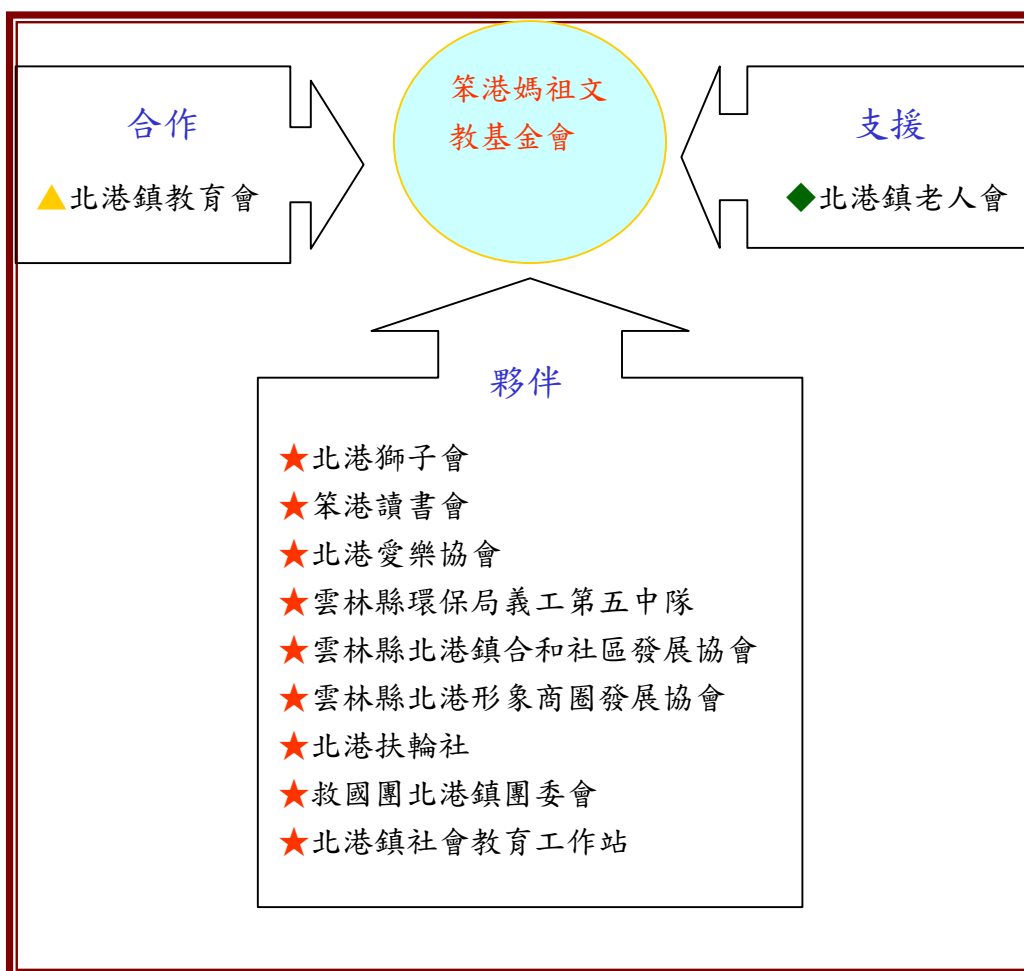 笨港媽祖文
教基金會
合作
▲北港鎮教育會
支援
◆北港鎮老人會
夥伴
★北港獅子會
★笨港讀書會
★北港愛樂協會
★雲林縣環保局義工第五中隊
★雲林縣北港鎮合和社區發展協會
★雲林縣北港形象商圈發展協會
★北港扶輪社
★救國團北港鎮團委會
★北港鎮社會教育工作站